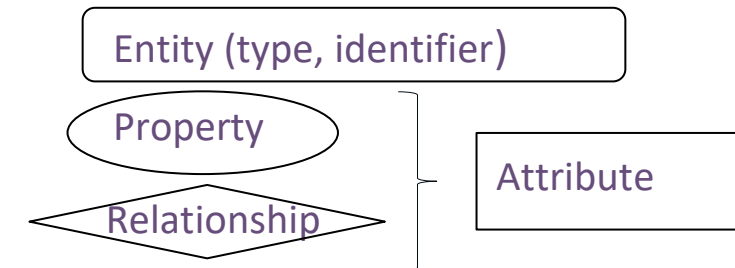 Entity (type, identifier)
Property
Attribute
Relationship